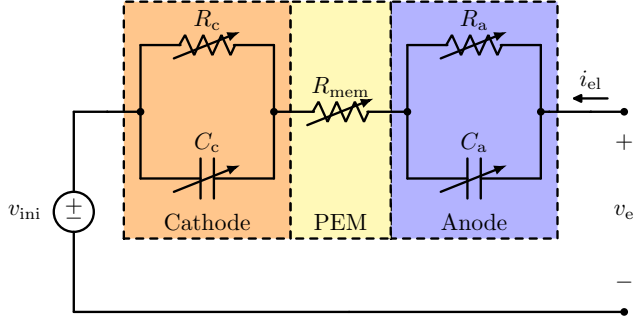 R_c
R_a
R_mem
i_el
C_c
C_a
+
v_ini
+
−
v_e
Cathode
PEM
Anode
−